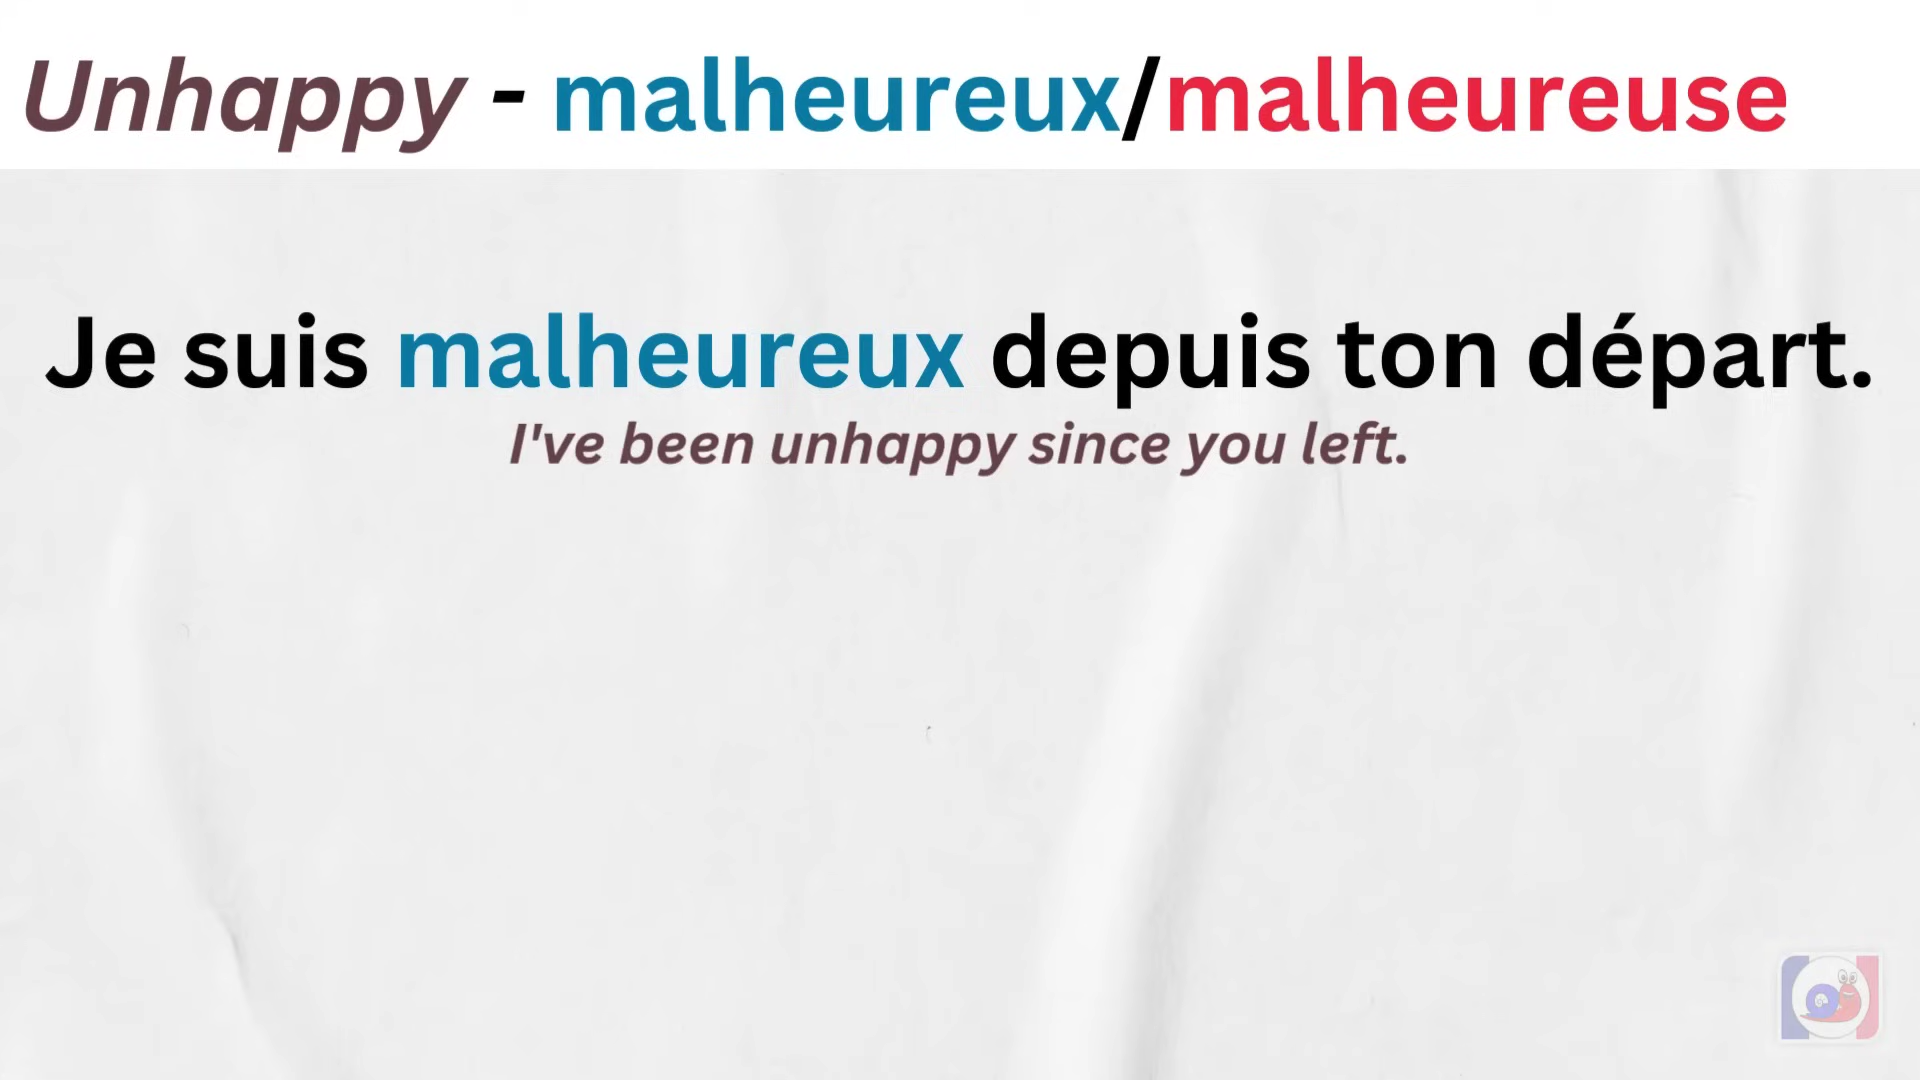 Unhappy - malheureux/malheureuse
Je suis malheureux depuis ton départ.
I've been unhappy since you left.